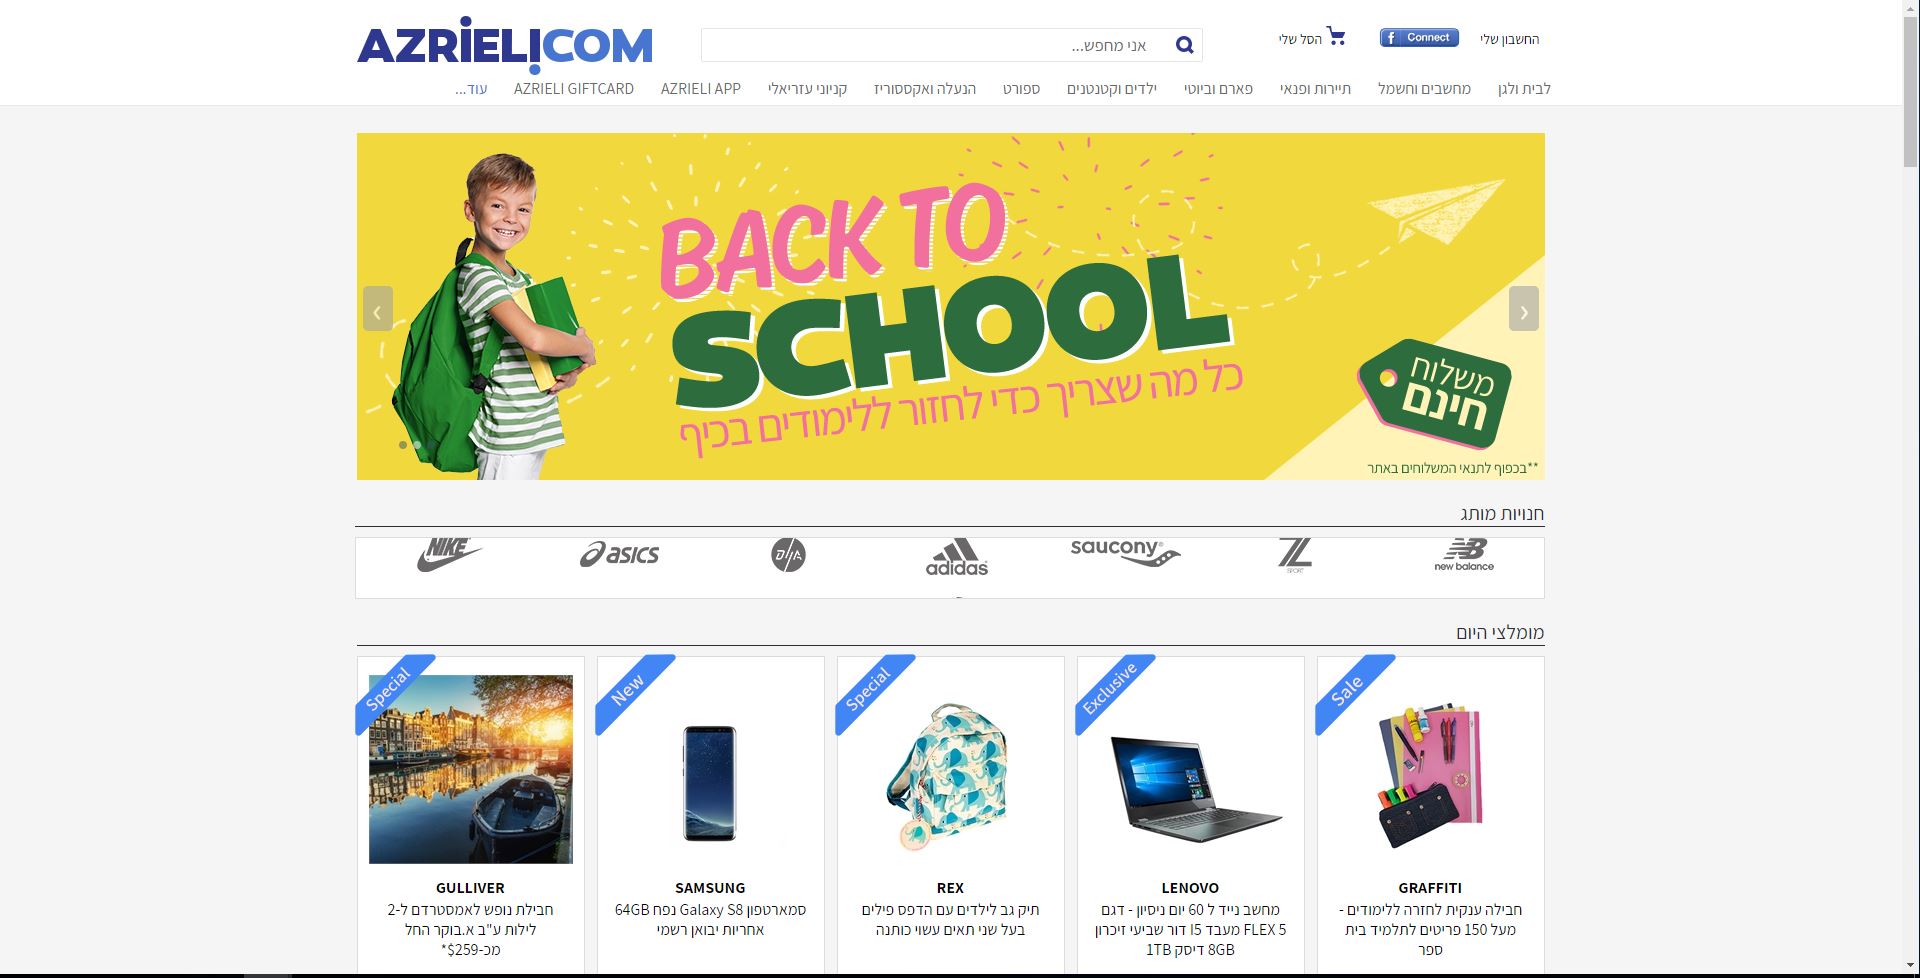 AZRIELI.COM
אני מחפש...
הסל שלי
f Connect
החשבון שלי
לבית ולגן
מחשבים וחשמל
תיירות ופנאי
פארם וביוטי
ילדים וקטנטנים
ספורט
הנעלה ואקססוריז
קניוני עזריאלי
AZRIELI APP
AZRIELI GIFTCARD
עוד...
BACK TO
SCHOOL
כל מה שצריך כדי לחזור ללימודים בכיף
משלוח
חינם
**בכפוף לתנאי המשלוחים באתר
חנויות מותג
NIKE
asics
adidas
saucony
SPORT
NB
new balance
מומלצי היום
Sale
GRAFFITI
חבילה ענקית לחזרה ללימודים -
מעל 150 פריטים לתלמיד בית
ספר
Exclusive
LENOVO
מחשב נייד ל 60 יום ניסיון - דגם
FLEX 5 מעבד I5 דור שביעי זיכרון
8GB דיסק 1TB
Special
REX
תיק גב לילדים עם הדפס פילים
בעל שני תאים עשוי כותנה
New
SAMSUNG
סמארטפון Galaxy S8 נפח 64GB
אחריות יבואן רשמי
Special
GULLIVER
חבילת נופש לאמסטרדם ל-2
לילות ע"ב א.בוקר החל
מכ-259$*